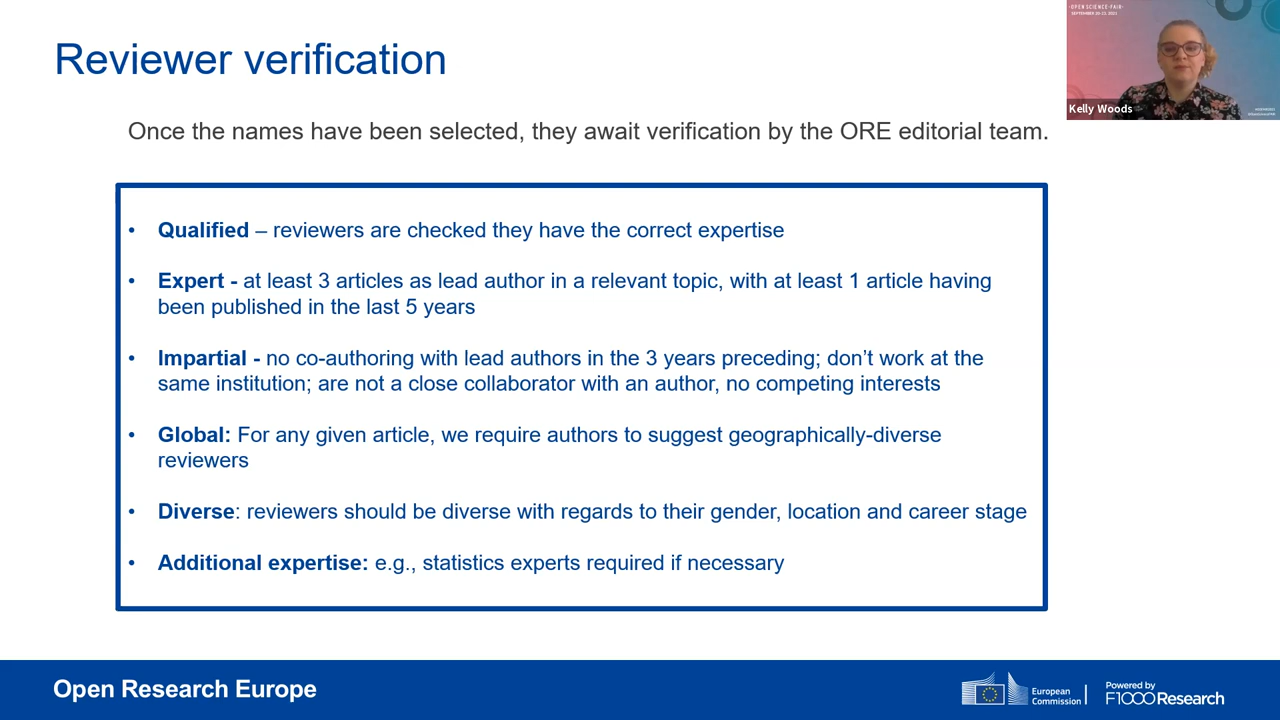 OPEN SCIENCE FAIR
Reviewer verification
Kelly Woods
Once the names have been selected, they await verification by the ORE editorial team.
• Qualified – reviewers are checked they have the correct expertise
• Expert - at least 3 articles as lead author in a relevant topic, with at least 1 article having
been published in the last 5 years
• Impartial - no co-authoring with lead authors in the 3 years preceding; don’t work at the
same institution; are not a close collaborator with an author, no competing interests
• Global: For any given article, we require authors to suggest geographically-diverse
reviewers
• Diverse: reviewers should be diverse with regards to their gender, location and career stage
• Additional expertise: e.g., statistics experts required if necessary
Open Research Europe
European
Commission
Powered by
F1000Research